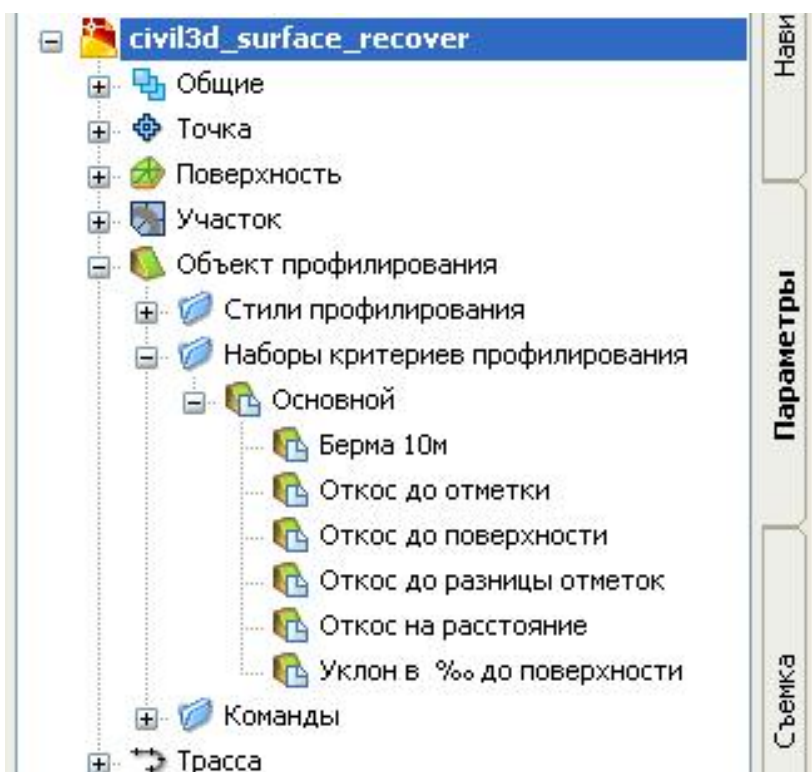 civil3d_surface_recover
Общие
Точка
Поверхность
Участок
Объект профилирования
Стили профилирования
Наборы критериев профилирования
Основной
Берма 10м
Откос до отметки
Откос до поверхности
Откос до разницы отметок
Откос на расстояние
Уклон в ‰ до поверхности
Команды
Трасса
Нави
Параметры
Съемка